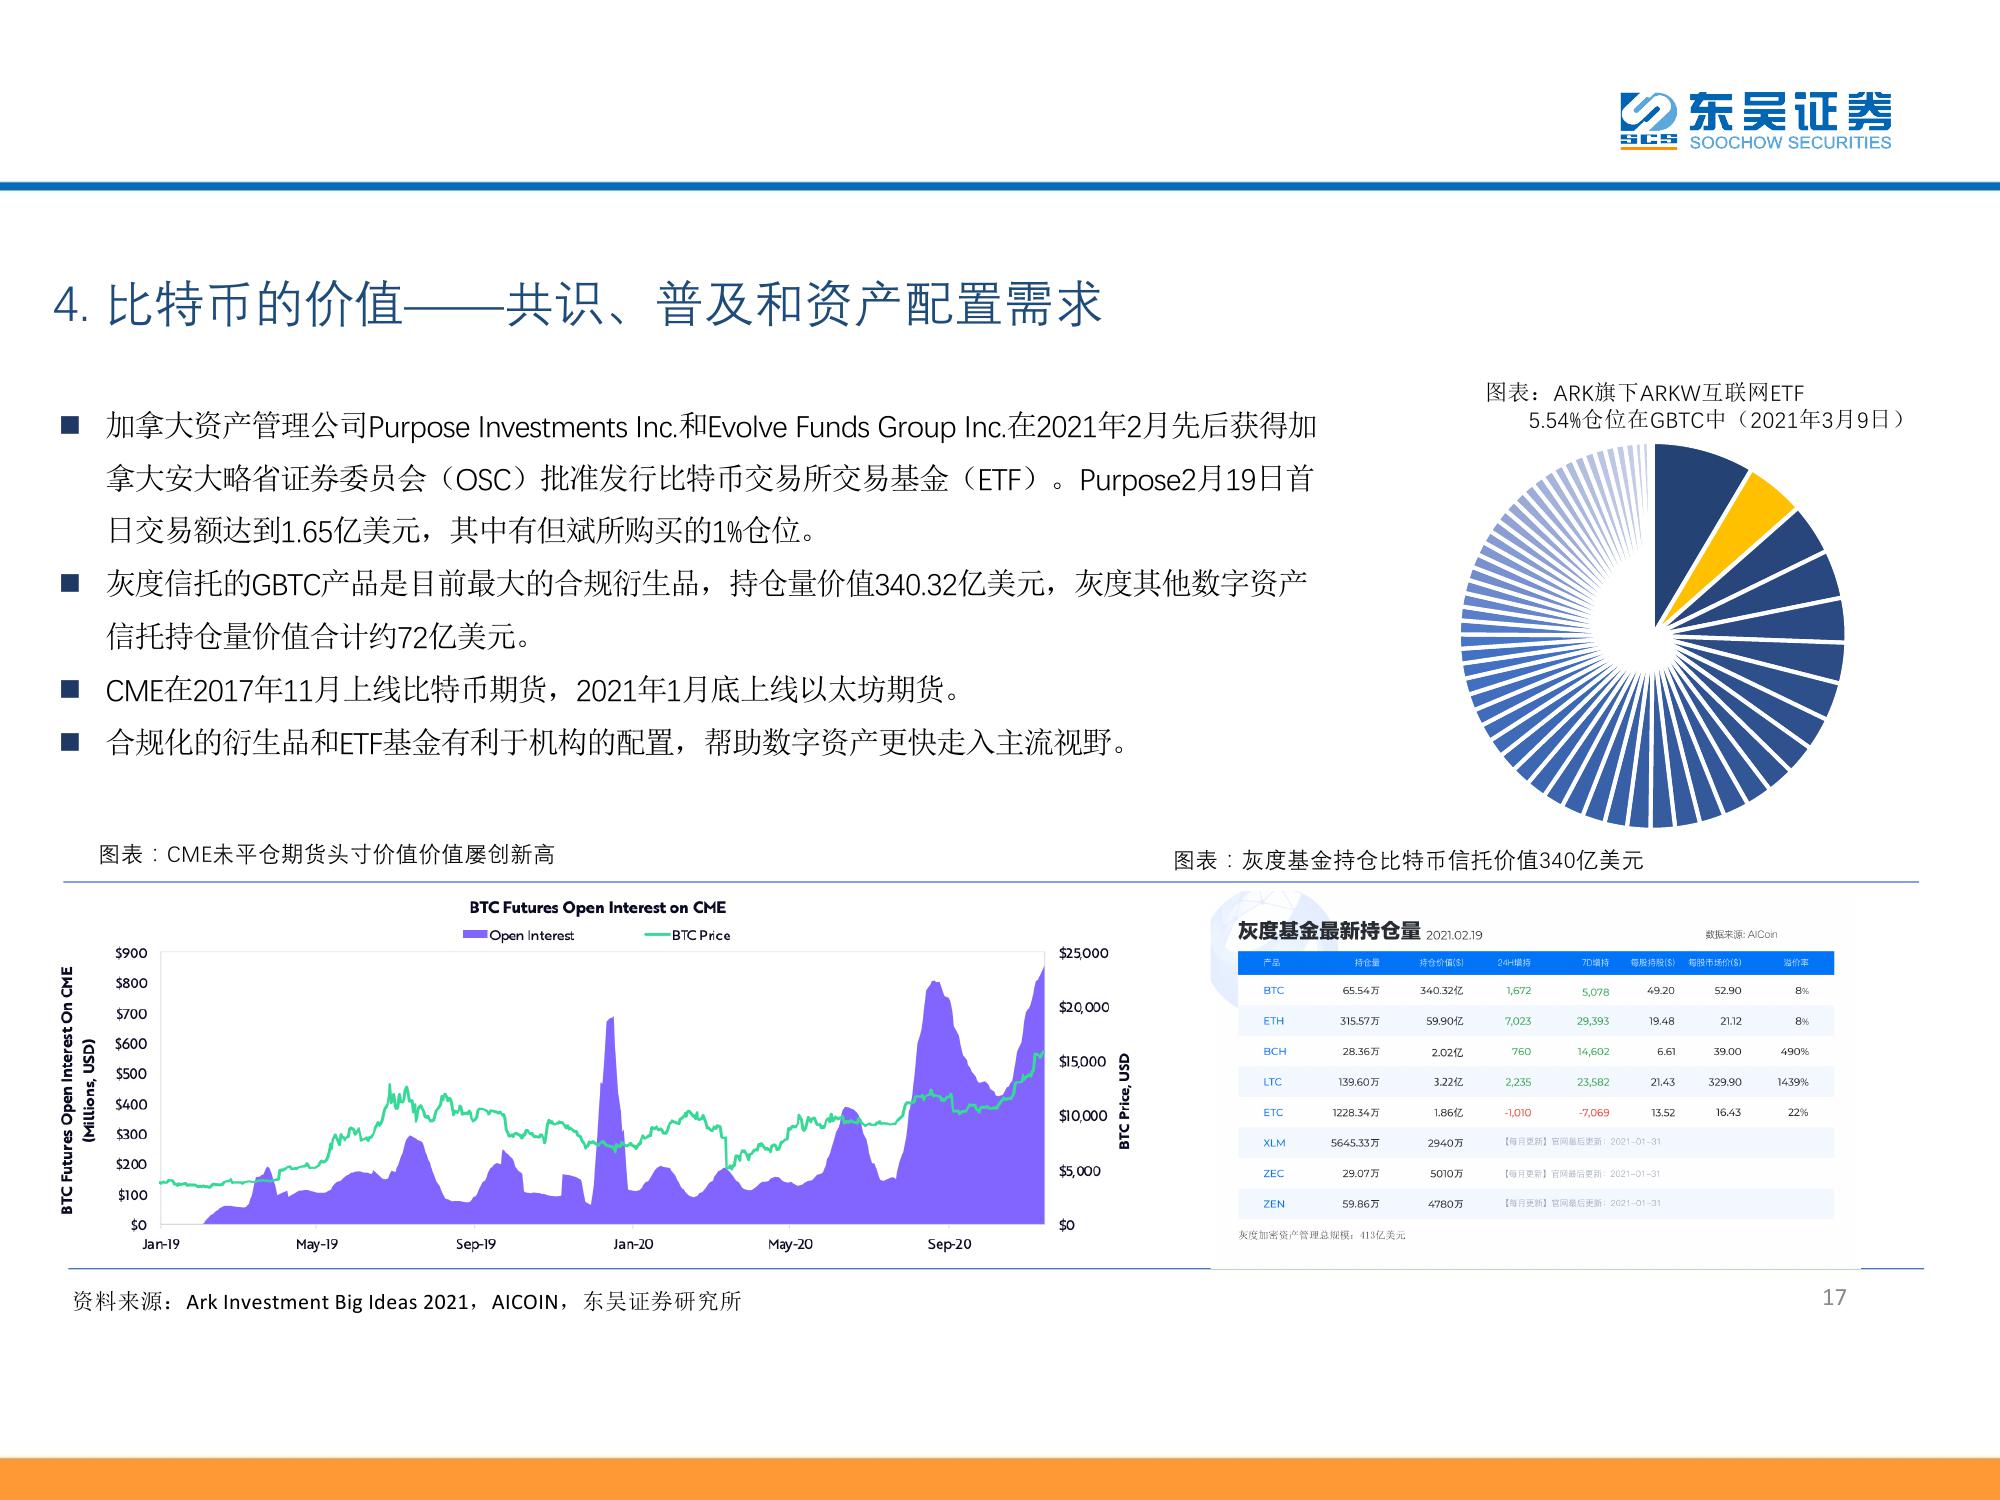 东吴证券
SCS
SOOCHOW SECURITIES
4. 比特币的价值——共识、普及和资产配置需求
加拿大资产管理公司Purpose Investments Inc.和Evolve Funds Group Inc.在2021年2月先后获得加
拿大安大略省证券委员会（OSC）批准发行比特币交易所交易基金（ETF）。Purpose2月19日首
日交易额达到1.65亿美元，其中有但斌所购买的1%仓位。
灰度信托的GBTC产品是目前最大的合规衍生品，持仓量价值340.32亿美元，灰度其他数字资产
信托持仓量价值合计约72亿美元。
CME在2017年11月上线比特币期货，2021年1月底上线以太坊期货。
合规化的衍生品和ETF基金有利于机构的配置，帮助数字资产更快走入主流视野。
图表：ARK旗下ARKW互联网ETF
5.54%仓位在GBTC中（2021年3月9日）
图表：CME未平仓期货头寸价值价值屡创新高
BTC Futures Open Interest on CME
Open Interest BTC Price
BTC Futures Open Interest On CME
(Millions, USD)
$900
$800
$700
$600
$500
$400
$300
$200
$100
$0
$25,000
$20,000
$15,000
$10,000
$5,000
$0
BTC Price, USD
Jan-19 May-19 Sep-19 Jan-20 May-20 Sep-20
图表：灰度基金持仓比特币信托价值340亿美元
灰度基金最新持仓量 2021.02.19 数据来源: AICoin
产品 持仓量 持仓价值($) 24H增持 7D增持 每股持股($) 每股市场价($) 溢价率
BTC 65.54万 340.32亿 1,672 5,078 49.20 52.90 8%
ETH 315.57万 59.90亿 7,023 29,393 19.48 21.12 8%
BCH 28.36万 2.02亿 760 14,602 6.61 39.00 490%
LTC 139.60万 3.22亿 2,235 23,582 21.43 329.90 1439%
ETC 1228.34万 1.86亿 -1,010 -7,069 13.52 16.43 22%
XLM 5645.33万 2940万 【每月更新】官网最后更新：2021-01-31
ZEC 29.07万 5010万 【每月更新】官网最后更新：2021-01-31
ZEN 59.86万 4780万 【每月更新】官网最后更新：2021-01-31
灰度加密资产管理总规模：413亿美元
资料来源：Ark Investment Big Ideas 2021，AICOIN，东吴证券研究所
17